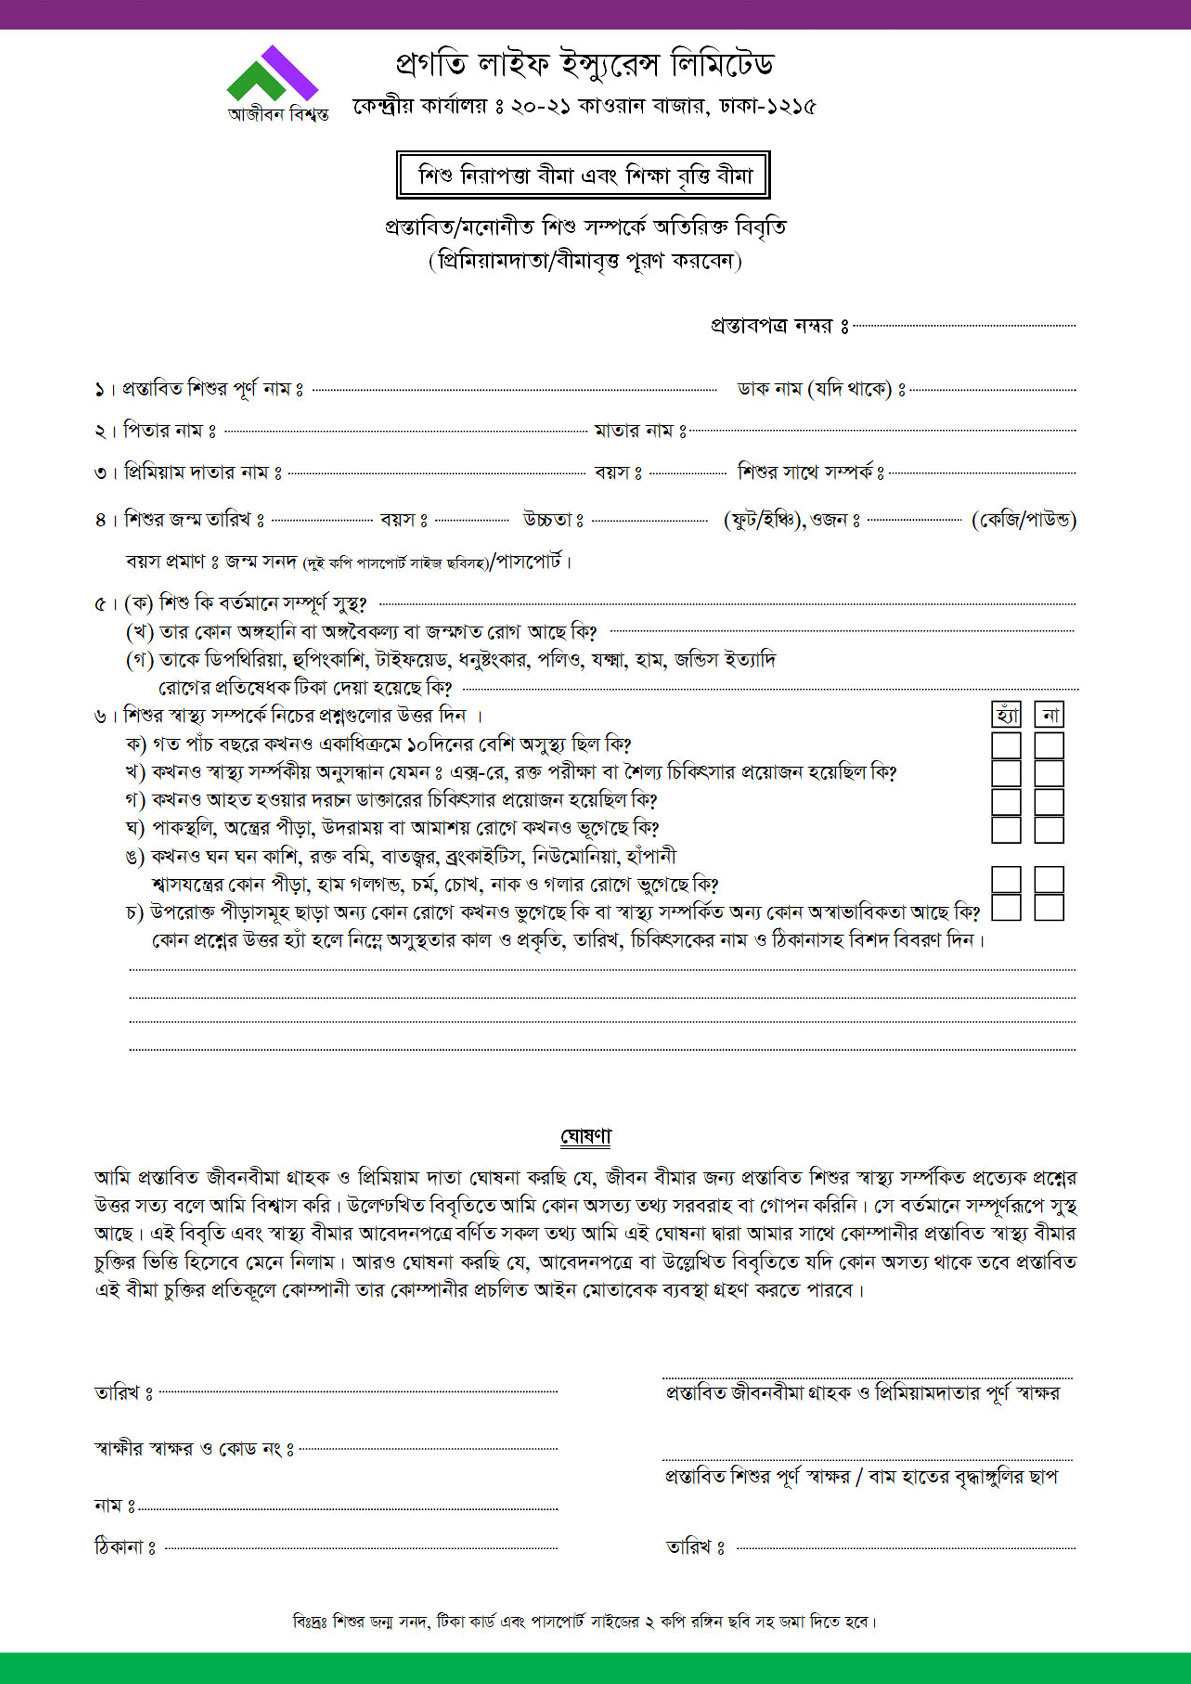 প্রগতি লাইফ ইন্স্যুরেন্স লিমিটেড
আজীবন বিশ্বস্ত
কেন্দ্রীয় কার্যালয় ঃ ২০-২১ কাওরান বাজার, ঢাকা-১২১৫
শিশু নিরাপত্তা বীমা এবং শিক্ষা বৃত্তি বীমা
প্রস্তাবিত/মনোনীত শিশু সম্পর্কে অতিরিক্ত বিবৃতি
(প্রিমিয়ামদাতা/বীমাবৃত্ত পূরণ করবেন)
প্রস্তাবপত্র নম্বর ঃ
১। প্রস্তাবিত শিশুর পূর্ণ নাম ঃ ডাক নাম (যদি থাকে) ঃ
২। পিতার নাম ঃ মাতার নাম ঃ
৩। প্রিমিয়াম দাতার নাম ঃ বয়স ঃ শিশুর সাথে সম্পর্ক ঃ
৪। শিশুর জন্ম তারিখ ঃ বয়স ঃ উচ্চতা ঃ (ফুট/ইঞ্চি), ওজন ঃ (কেজি/পাউন্ড)
বয়স প্রমাণ ঃ জন্ম সনদ (দুই কপি পাসপোর্ট সাইজ ছবিসহ)/পাসপোর্ট।
৫। (ক) শিশু কি বর্তমানে সম্পূর্ণ সুস্থ?
(খ) তার কোন অঙ্গহানি বা অঙ্গবৈকল্য বা জন্মগত রোগ আছে কি?
(গ) তাকে ডিপথিরিয়া, হুপিংকাশি, টাইফয়েড, ধনুষ্টংকার, পলিও, যক্ষ্মা, হাম, জন্ডিস ইত্যাদি
রোগের প্রতিষেধক টিকা দেয়া হয়েছে কি?
৬। শিশুর স্বাস্থ্য সম্পর্কে নিচের প্রশ্নগুলোর উত্তর দিন । হ্যাঁ না
ক) গত পাঁচ বছরে কখনও একাধিক্রমে ১০দিনের বেশি অসুস্থ্য ছিল কি?
খ) কখনও স্বাস্থ্য সর্ম্পকীয় অনুসন্ধান যেমন ঃ এক্স-রে, রক্ত পরীক্ষা বা শৈল্য চিকিৎসার প্রয়োজন হয়েছিল কি?
গ) কখনও আহত হওয়ার দরচন ডাক্তারের চিকিৎসার প্রয়োজন হয়েছিল কি?
ঘ) পাকস্থলি, অন্ত্রের পীড়া, উদরাময় বা আমাশয় রোগে কখনও ভূগেছে কি?
ঙ) কখনও ঘন ঘন কাশি, রক্ত বমি, বাতজ্বর, ব্রংকাইটিস, নিউমোনিয়া, হাঁপানী
শ্বাসযন্ত্রের কোন পীড়া, হাম গলগন্ড, চর্ম, চোখ, নাক ও গলার রোগে ভুগেছে কি?
চ) উপরোক্ত পীড়াসমূহ ছাড়া অন্য কোন রোগে কখনও ভুগেছে কি বা স্বাস্থ্য সম্পর্কিত অন্য কোন অস্বাভাবিকতা আছে কি?
কোন প্রশ্নের উত্তর হ্যাঁ হলে নিম্নে অসুস্থতার কাল ও প্রকৃতি, তারিখ, চিকিৎসকের নাম ও ঠিকানাসহ বিশদ বিবরণ দিন।
ঘোষণা
আমি প্রস্তাবিত জীবনবীমা গ্রাহক ও প্রিমিয়াম দাতা ঘোষনা করছি যে, জীবন বীমার জন্য প্রস্তাবিত শিশুর স্বাস্থ্য সর্ম্পকিত প্রত্যেক প্রশ্নের
উত্তর সত্য বলে আমি বিশ্বাস করি। উলেণ্ঢখিত বিবৃতিতে আমি কোন অসত্য তথ্য সরবরাহ বা গোপন করিনি। সে বর্তমানে সম্পূর্ণরূপে সুস্থ
আছে। এই বিবৃতি এবং স্বাস্থ্য বীমার আবেদনপত্রে বর্ণিত সকল তথ্য আমি এই ঘোষনা দ্বারা আমার সাথে কোম্পানীর প্রস্তাবিত স্বাস্থ্য বীমার
চুক্তির ভিত্তি হিসেবে মেনে নিলাম। আরও ঘোষনা করছি যে, আবেদনপত্রে বা উল্লেখিত বিবৃতিতে যদি কোন অসত্য থাকে তবে প্রস্তাবিত
এই বীমা চুক্তির প্রতিকূলে কোম্পানী তার কোম্পানীর প্রচলিত আইন মোতাবেক ব্যবস্থা গ্রহণ করতে পারবে।
তারিখ ঃ
প্রস্তাবিত জীবনবীমা গ্রাহক ও প্রিমিয়ামদাতার পূর্ণ স্বাক্ষর
স্বাক্ষীর স্বাক্ষর ও কোড নং ঃ
প্রস্তাবিত শিশুর পূর্ণ স্বাক্ষর / বাম হাতের বৃদ্ধাঙ্গুলির ছাপ
নাম ঃ
ঠিকানা ঃ তারিখ ঃ
বিঃদ্রঃ শিশুর জন্ম সনদ, টিকা কার্ড এবং পাসপোর্ট সাইজের ২ কপি রঙ্গিন ছবি সহ জমা দিতে হবে।